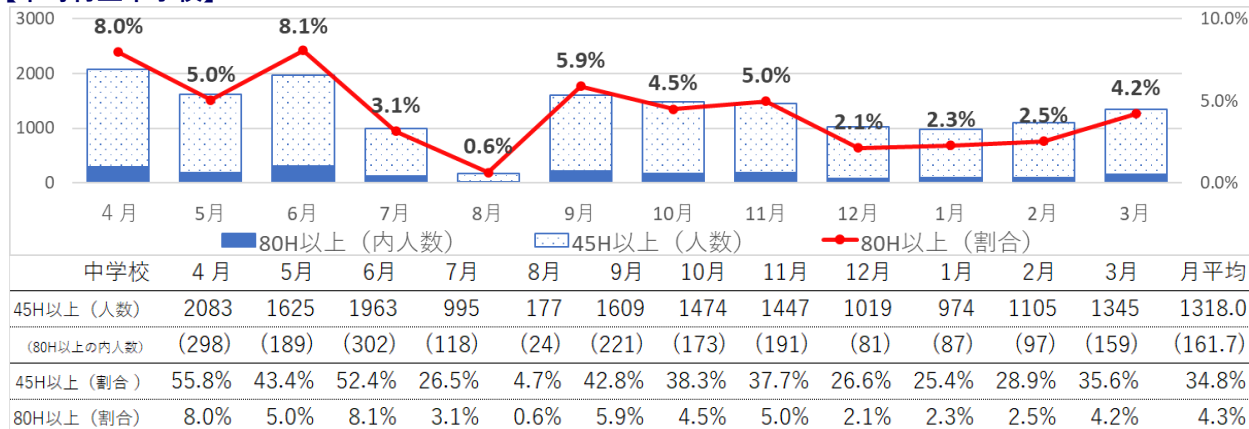 3000 10.0%
8.0% 8.1%
5.9%
2000 5.0% 4.5% 5.0% 4.2%
3.1% 5.0%
1000 2.1% 2.3% 2.5%
0.6%
0 0.0%
4月 5月 6月 7月 8月 9月 10月 11月 12月 1月 2月 3月
80H以上（内人数） 45H以上（人数） 80H以上（割合）
中学校 4月 5月 6月 7月 8月 9月 10月 11月 12月 1月 2月 3月 月平均
45H以上（人数） 2083 1625 1963 995 177 1609 1474 1447 1019 974 1105 1345 1318.0
（80H以上の内人数） (298) (189) (302) (118) (24) (221) (173) (191) (81) (87) (97) (159) (161.7)
45H以上（割合 ） 55.8% 43.4% 52.4% 26.5% 4.7% 42.8% 38.3% 37.7% 26.6% 25.4% 28.9% 35.6% 34.8%
80H以上（割合） 8.0% 5.0% 8.1% 3.1% 0.6% 5.9% 4.5% 5.0% 2.1% 2.3% 2.5% 4.2% 4.3%